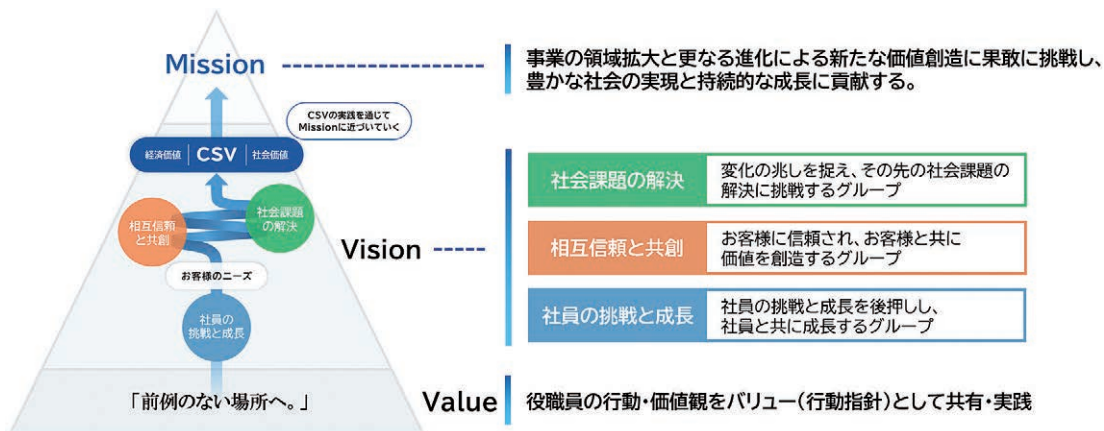 Mission
事業の領域拡大と更なる進化による新たな価値創造に果敢に挑戦し、
豊かな社会の実現と持続的な成長に貢献する。
CSVの実践を通じて
Missionに近づいていく
経済価値 | CSV | 社会価値
社会課題
の解決
相互信頼
と共創
お客様のニーズ
社員の
挑戦と成長
Vision
社会課題の解決
変化の兆しを捉え、その先の社会課題の
解決に挑戦するグループ
相互信頼と共創
お客様に信頼され、お客様と共に
価値を創造するグループ
社員の挑戦と成長
社員の挑戦と成長を後押しし、
社員と共に成長するグループ
「前例のない場所へ。」
Value
役職員の行動・価値観をバリュー(行動指針)として共有・実践